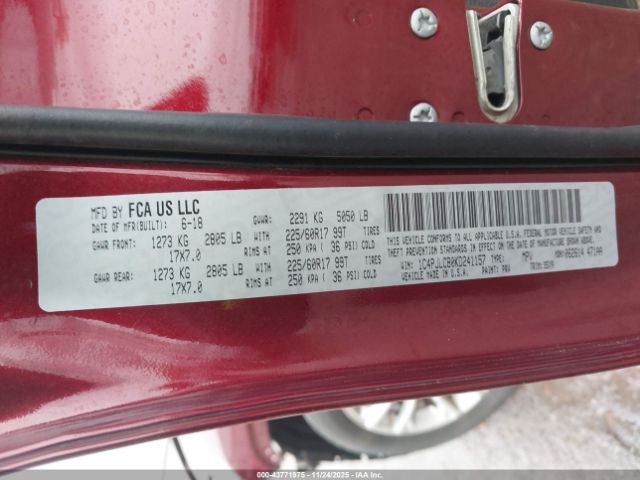 MFD BY FCA US LLC
DATE OF MFR(BUILT): 6-18 GVWR: 2291 KG 5050 LB
GAWR FRONT: 1273 KG 2805 LB 225/60R17 99T TIRES
17X7.0 RIMS AT 250 KPA ( 36 PSI) COLD
GAWR REAR: 1273 KG 2805 LB 225/60R17 99T TIRES
17X7.0 RIMS AT 250 KPA ( 36 PSI) COLD
THIS VEHICLE CONFORMS TO ALL APPLICABLE U.S.A. FEDERAL MOTOR VEHICLE SAFETY AND
THEFT PREVENTION STANDARDS IN EFFECT ON THE DATE OF MANUFACTURE SHOWN ABOVE.
VIN: 1C4PJLCB0KD241157 TYPE: MPV
VEHICLE MADE IN U.S.A. PAINT: PRV TRIM:
000-43771975 - 11/24/2025 - IAAI.com